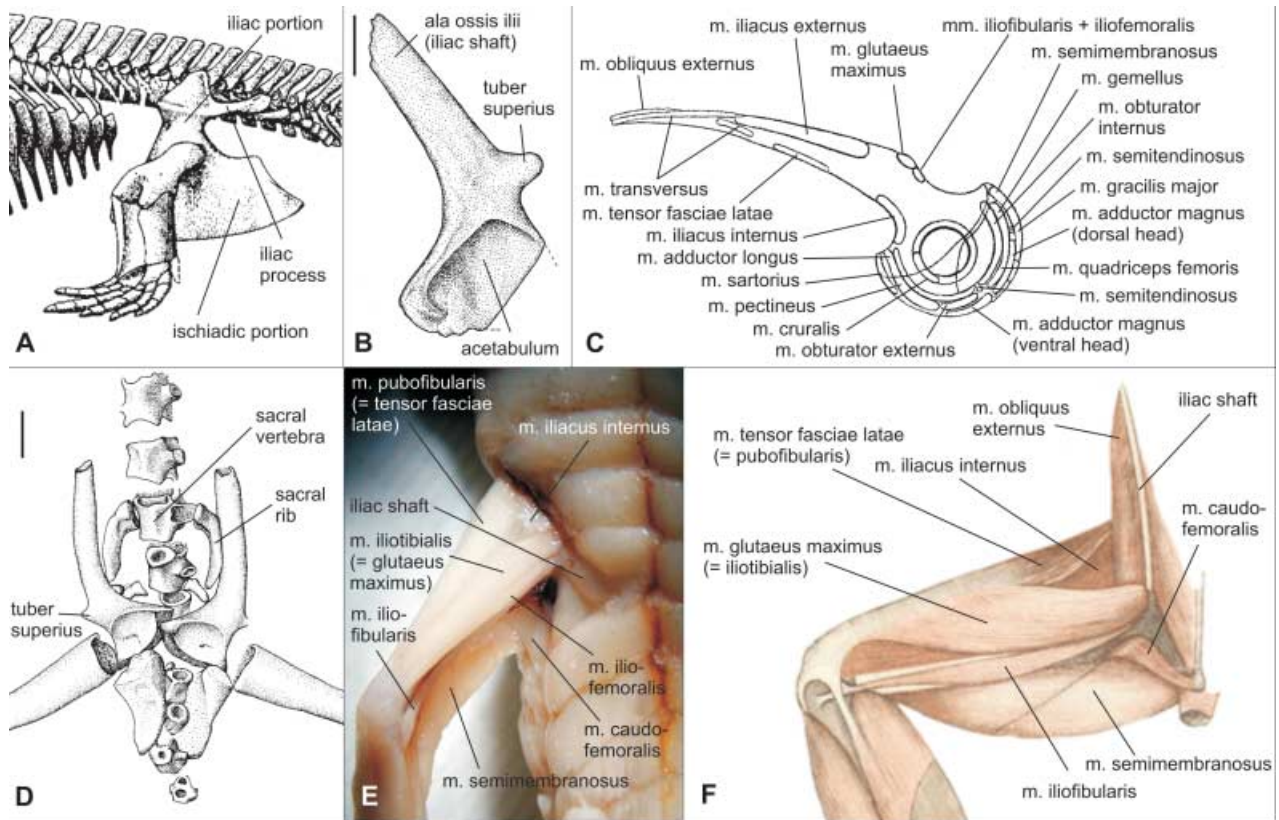 iliac portion
iliac
process
ischiadic portion
A
ala ossis ilii
(iliac shaft)
tuber
superius
acetabulum
B
m. iliacus externus
mm. iliofibularis + iliofemoralis
m. glutaeus
maximus
m. semimembranosus
m. obliquus externus
m. gemellus
m. obturator
internus
m. semitendinosus
m. transversus
m. gracilis major
m. tensor fasciae latae
m. adductor magnus
(dorsal head)
m. iliacus internus
m. adductor longus
m. quadriceps femoris
m. sartorius
m. semitendinosus
m. pectineus
m. cruralis
m. adductor magnus
(ventral head)
m. obturator externus
C
sacral
vertebra
sacral
rib
tuber
superius
D
m. pubofibularis
(= tensor fasciae
latae)
m. iliacus internus
iliac shaft
m. iliotibialis
(= glutaeus
maximus)
m. ilio-
fibularis
m. ilio-
femoralis
m. caudo-
femoralis
m. semimembranosus
E
m. obliquus
externus
iliac shaft
m. tensor fasciae latae
(= pubofibularis)
m. iliacus internus
m. caudo-
femoralis
m. glutaeus maximus
(= iliotibialis)
m. semimembranosus
m. iliofibularis
F